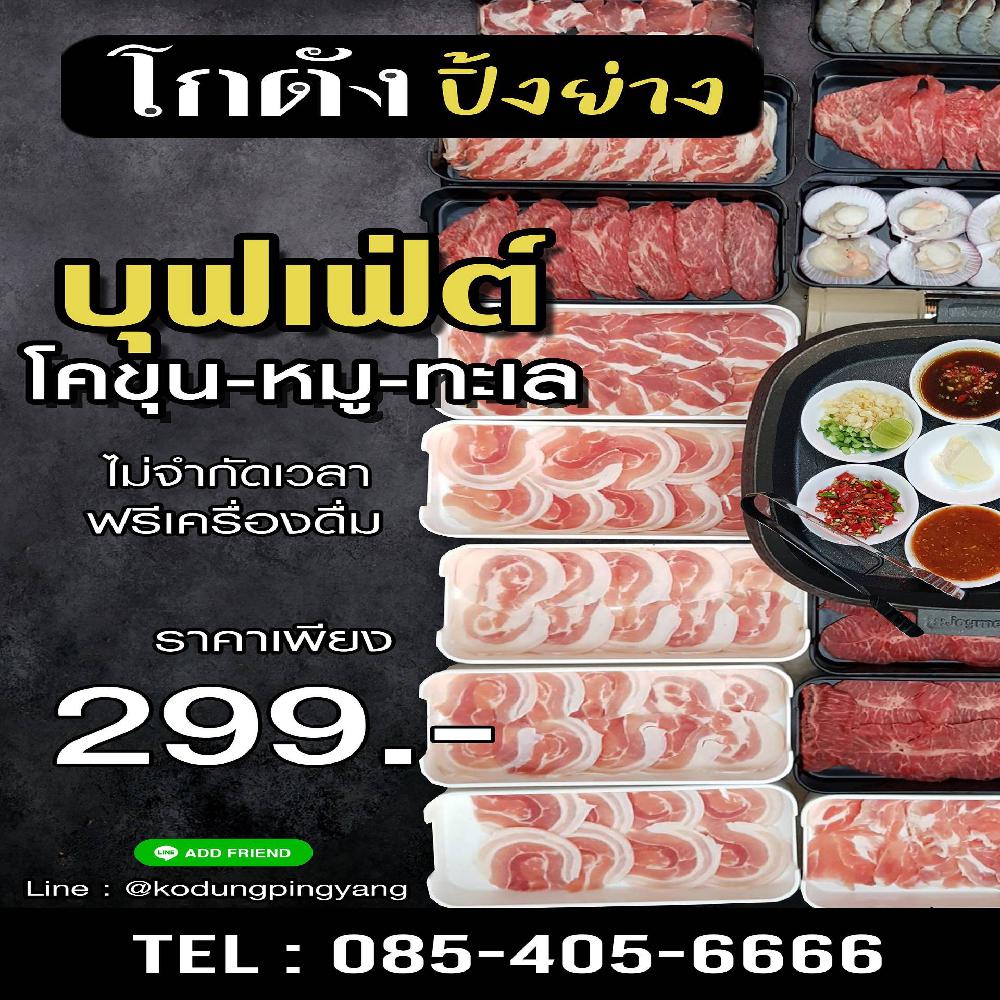 โกดัง ปิ้งย่าง
บุฟเฟ่ต์
โคขุน-หมู-ทะเล
ไม่จำกัดเวลา
ฟรีเครื่องดื่ม
ราคาเพียง
299.-
LINE ADD FRIEND
Line : @kodungpingyang
TEL : 085-405-6666